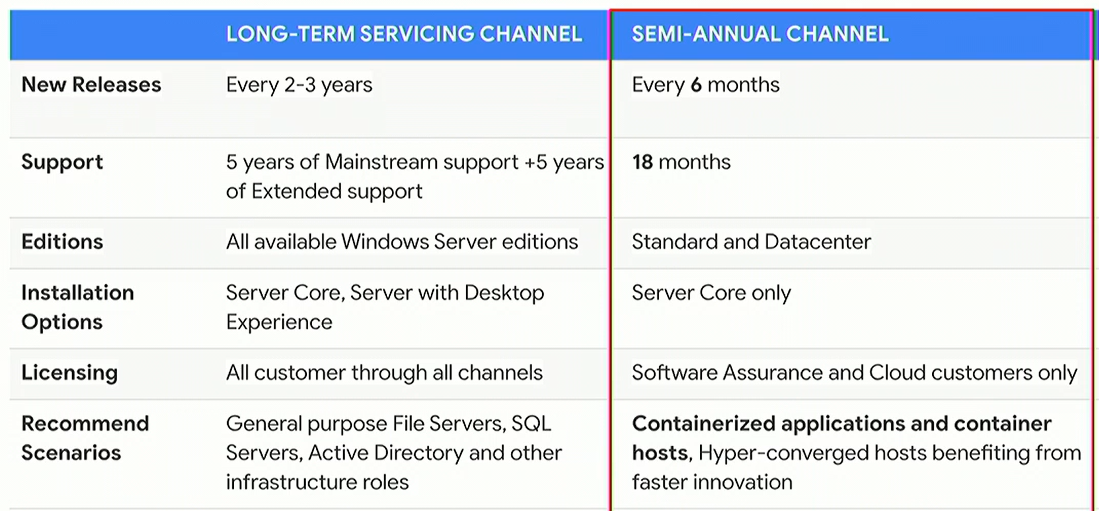 LONG-TERM SERVICING CHANNEL SEMI-ANNUAL CHANNEL
New Releases Every 2-3 years Every 6 months
Support 5 years of Mainstream support +5 years 18 months
of Extended support
Editions All available Windows Server editions Standard and Datacenter
Installation Server Core, Server with Desktop Server Core only
Options Experience
Licensing All customer through all channels Software Assurance and Cloud customers only
Recommend General purpose File Servers, SQL Containerized applications and container
Scenarios Servers, Active Directory and other hosts, Hyper-converged hosts benefiting from
infrastructure roles faster innovation